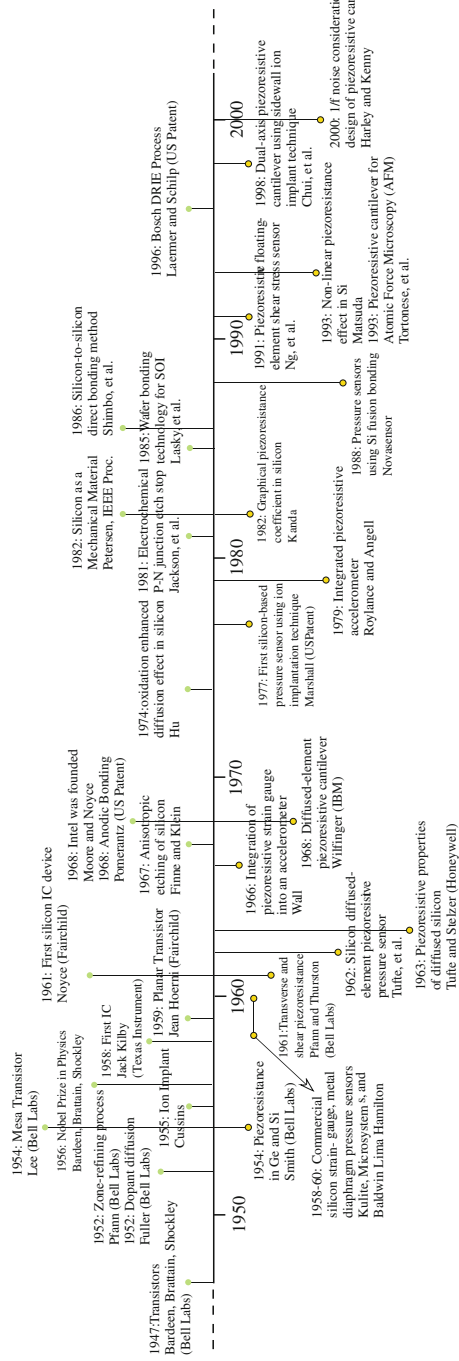 1947:Transistors
Bardeen, Brattain, Shockley
(Bell Labs)
1952: Zone-refining process
Pfann (Bell Labs)
1952: Dopant diffusion
Fuller (Bell Labs)
1954: Mesa Transistor
Lee (Bell Labs)
1956: Nobel Prize in Physics
Bardeen, Brattain, Shockley
1955: Ion Implant
Cussins
1958: First IC
Jack Kilby
(Texas Instrument)
1959: Planar Transistor
Jean Hoerni (Fairchild)
1961: First silicon IC device
Noyce (Fairchild)
1968: Intel was founded
Moore and Noyce
1968: Anodic Bonding
Pomerantz (US Patent)
1967: Anisotropic
etching of silicon
Finne and Klein
1974:oxidation enhanced
diffusion effect in silicon
Hu
1982: Silicon as a
Mechanical Material
Petersen, IEEE Proc.
1981: Electrochemical
P-N junction etch stop
Jackson, et al.
1986: Silicon-to-silicon
direct bonding method
Shimbo, et al.
1985:Wafer bonding
technology for SOI
Lasky, et al.
1996: Bosch DRIE Process
Laermer and Schilp (US Patent)
1950
1960
1970
1980
1990
2000
1954: Piezoresistance
in Ge and Si
Smith (Bell Labs)
1958-60: Commercial
silicon strain- gauge, metal
diaphragm pressure sensors
Kulite, Microsystem s, and
Baldwin Lima Hamilton
1961:Transverse and
shear piezoresistance
Pfann and Thurston
(Bell Labs)
1962: Silicon diffused-
element piezoresistive
pressure sensor
Tufte, et al.
1963: Piezoresistive properties
of diffused silicon
Tufte and Stelzer (Honeywell)
1966: Integration of
piezoresistive strain gauge
into an accelerometer
Wall
1968: Diffused-element
piezoresistive cantilever
Wilfinger (IBM)
1977: First silicon-based
pressure sensor using ion
implantation technique
Marshall (USPatent)
1979: Integrated piezoresistive
accelerometer
Roylance and Angell
1982: Graphical piezoresistance
coefficient in silicon
Kanda
1988: Pressure sensors
using Si fusion bonding
Novasensor
1991: Piezoresistive floating-
element shear stress sensor
Ng, et al.
1993: Non-linear piezoresistance
effect in Si
Matsuda
1993: Piezoresistive cantilever for
Atomic Force Microscopy (AFM)
Tortonese, et al.
1998: Dual-axis piezoresistive
cantilever using sidewall ion
implant technique
Chui, et al.
2000: 1/f noise consideration
design of piezoresistive
Harley and Kenny